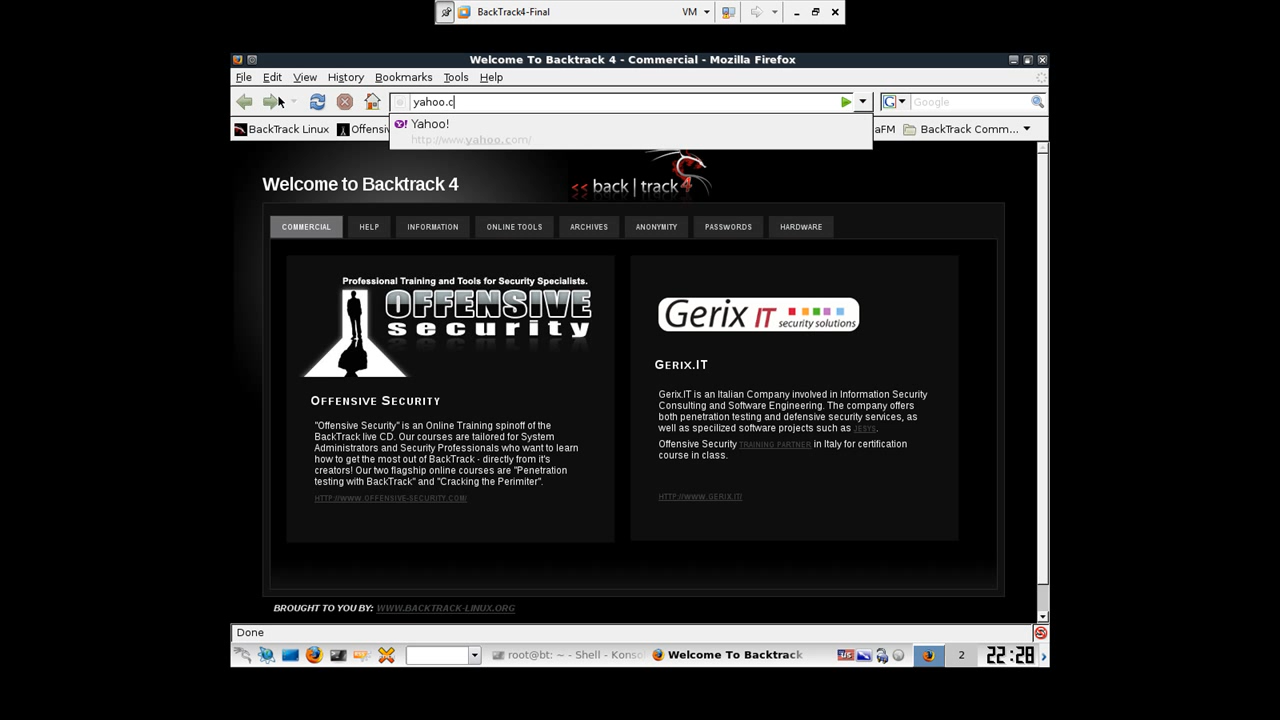 BackTrack4-Final VM
Welcome To Backtrack 4 - Commercial - Mozilla Firefox
File Edit View History Bookmarks Tools Help
yahoo.c Google
Yahoo!
http://www.yahoo.com/
BackTrack Linux Offensi aFM BackTrack Comm...
Welcome to Backtrack 4
<< back | track 4
COMMERCIAL HELP INFORMATION ONLINE TOOLS ARCHIVES ANONYMITY PASSWORDS HARDWARE
Professional Training and Tools for Security Specialists.
OFFENSIVE
security
OFFENSIVE SECURITY
"Offensive Security" is an Online Training spinoff of the
BackTrack live CD. Our courses are tailored for System
Administrators and Security Professionals who want to learn
how to get the most out of BackTrack - directly from it's
creators! Our two flagship online courses are "Penetration
testing with BackTrack" and "Cracking the Perimiter".
HTTP://WWW.OFFENSIVE-SECURITY.COM/
Gerix IT security solutions
GERIX.IT
Gerix.IT is an Italian Company involved in Information Security
Consulting and Software Engineering. The company offers
both penetration testing and defensive security services, as
well as specilized software projects such as JESYS.
Offensive Security TRAINING PARTNER in Italy for certification
course in class.
HTTP://WWW.GERIX.IT/
BROUGHT TO YOU BY: WWW.BACKTRACK-LINUX.ORG
Done
root@bt: ~ - Shell - Konso Welcome To Backtrack us 2 22:28